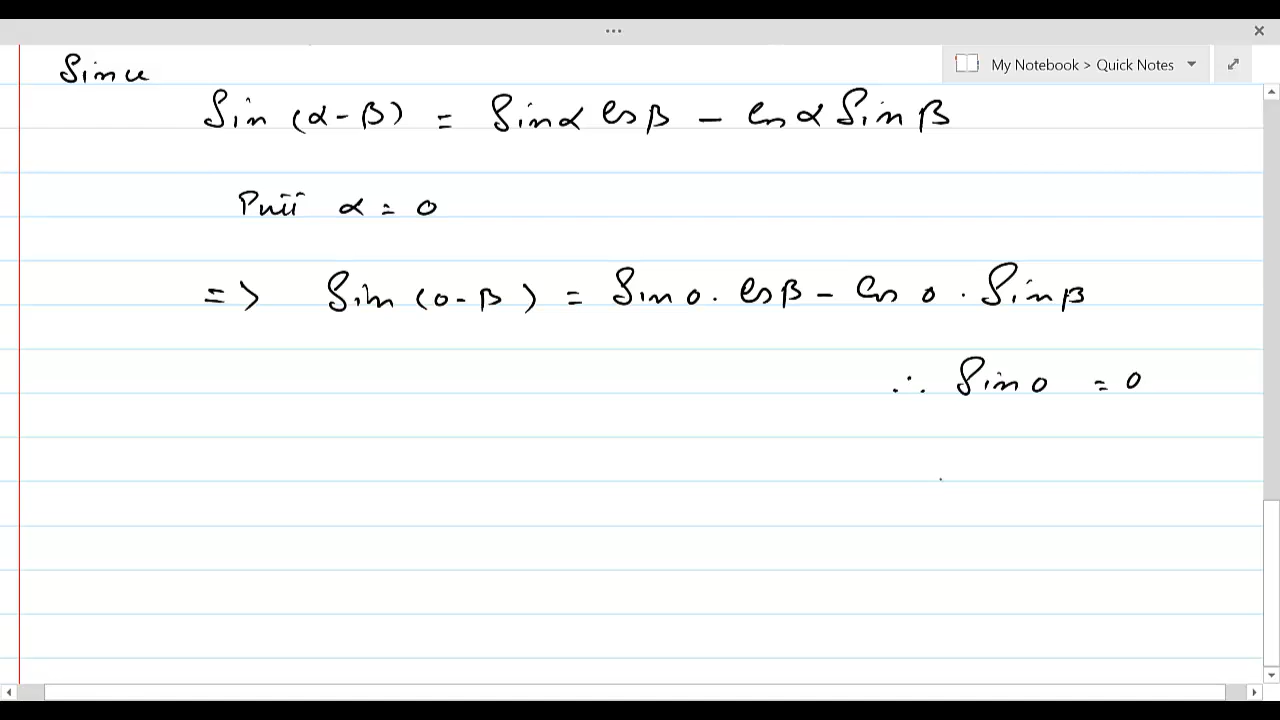 My Notebook > Quick Notes
Since
Sin (α - β) = Sinα Cosβ - Cosα Sinβ
Put α = 0
=> Sin (0 - β) = Sin 0 . Cosβ - Cos 0 . Sinβ
∴ Sin 0 = 0